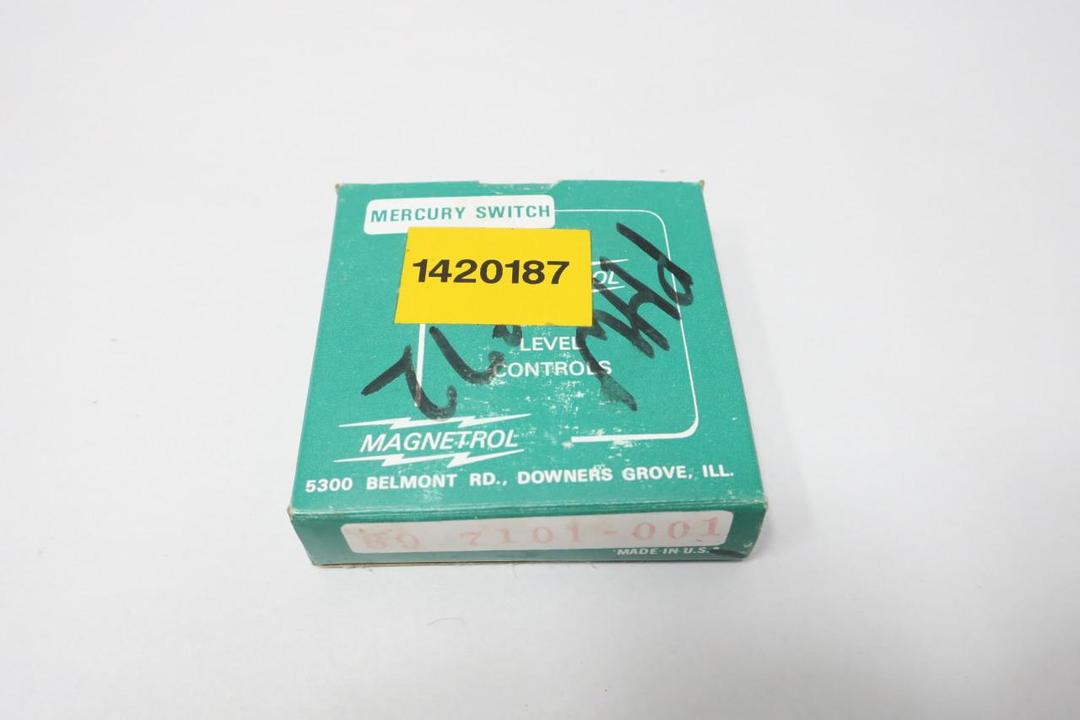 MERCURY SWITCH
1420187
OL
LEVEL
CONTROLS
MAGNETROL
5300 BELMONT RD., DOWNERS GROVE, ILL.
89 7101-001
MADE IN U.S.